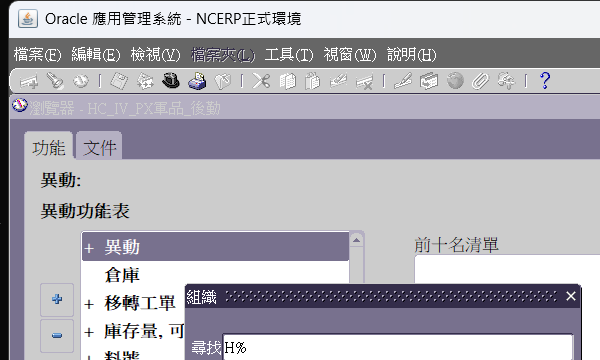 Oracle 應用管理系統 - NCERP正式環境
檔案(F) 編輯(E) 檢視(V) 檔案夾(L) 工具(T) 視窗(W) 說明(H)
瀏覽器 - HC_IV_PX軍品_後勤
功能 文件
異動:
異動功能表
+ 異動
前十名清單
倉庫
組織
+ 移轉工單
+ 庫存量, 可
尋找 H%
+ 料號